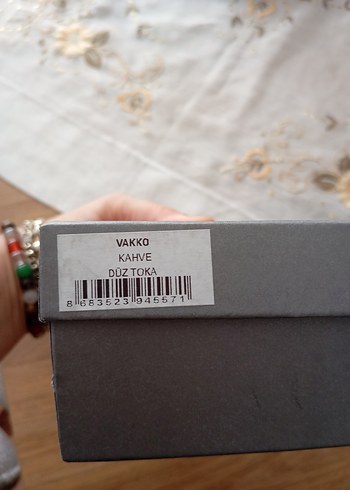 VAKKO
KAHVE
DÜZ TOKA
8 683523 945571